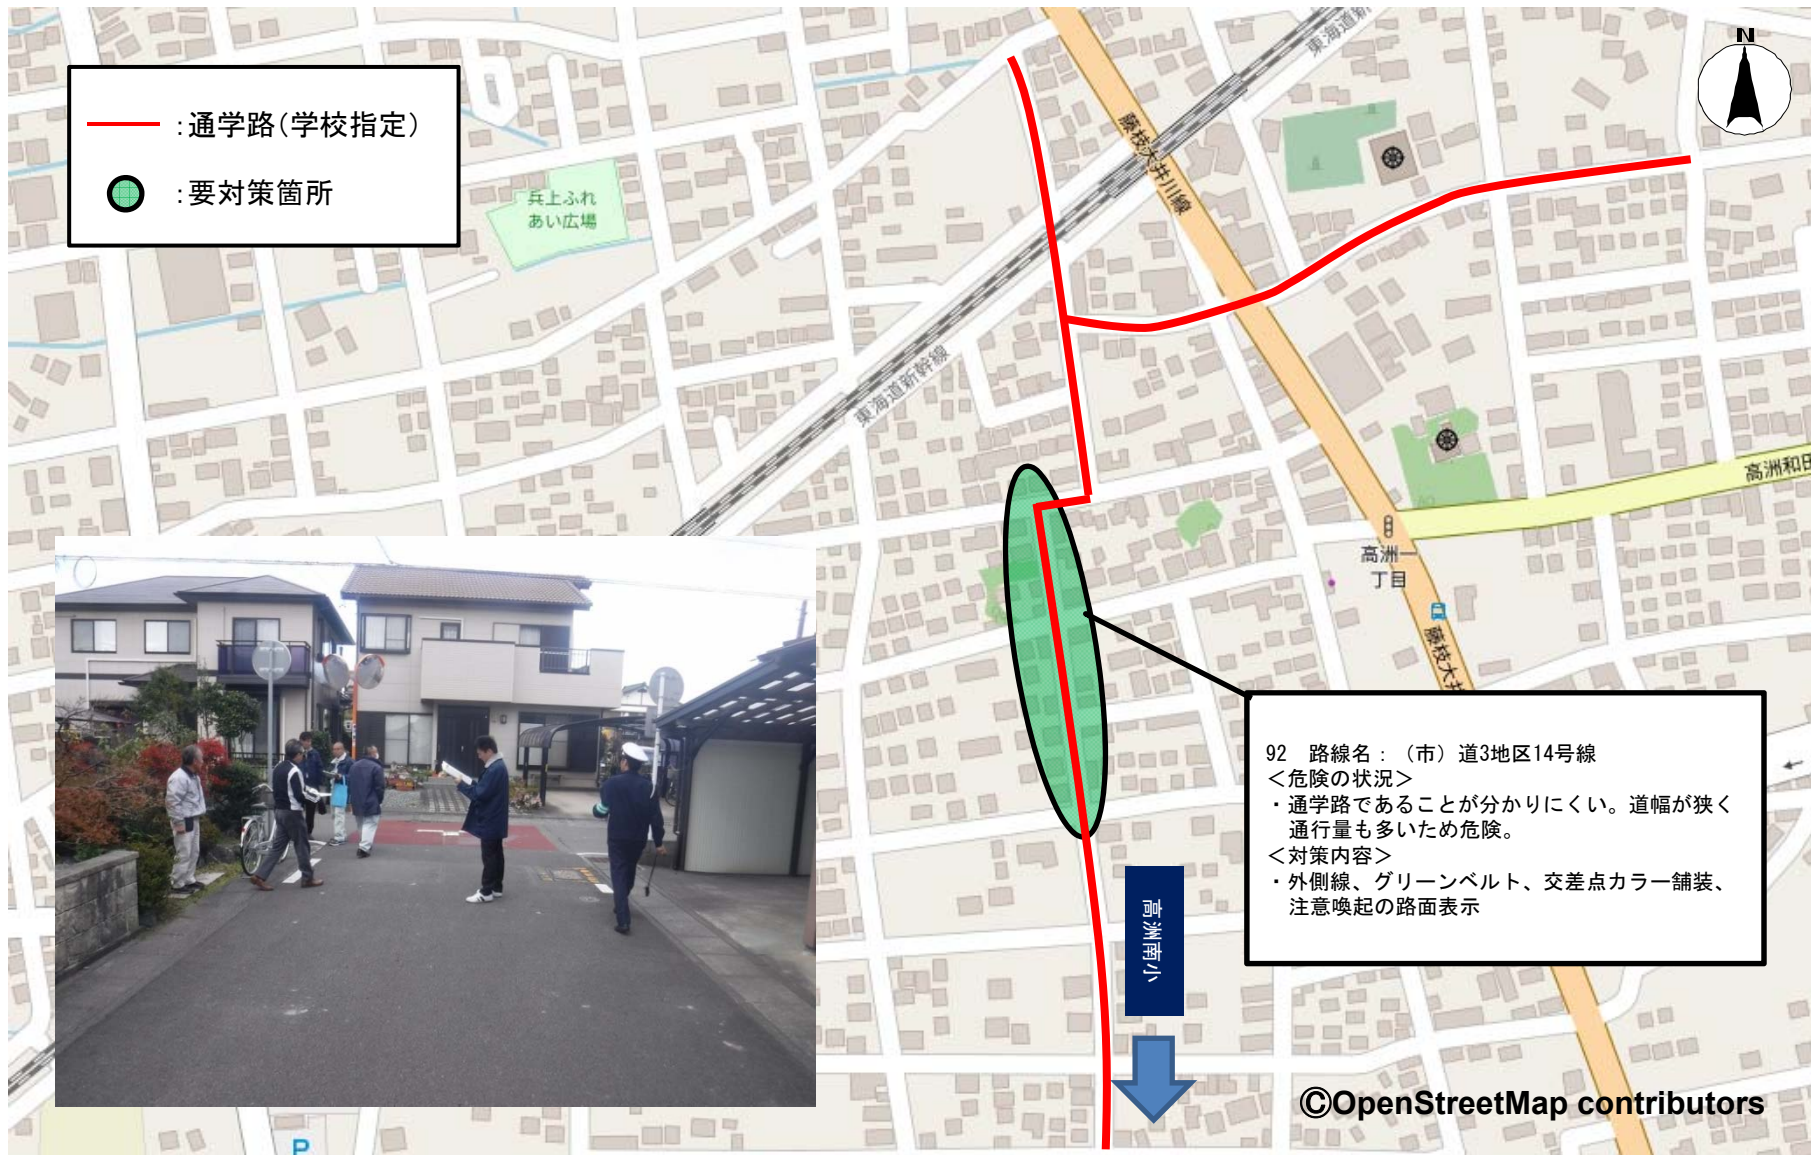 :通学路(学校指定)
:要対策箇所
N
東海道新
藤枝大井川線
兵上ふれ
あい広場
東海道新幹線
高洲和田
高洲一
丁目
藤枝大井
92 路線名：（市）道3地区14号線
＜危険の状況＞
・通学路であることが分かりにくい。道幅が狭く
通行量も多いため危険。
＜対策内容＞
・外側線、グリーンベルト、交差点カラー舗装、
注意喚起の路面表示
高洲南小
P
©OpenStreetMap contributors